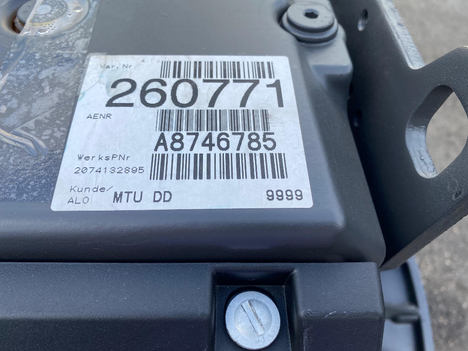 Var.Nr
260771
AENR
A8746785
WerksPNr
2074132895
Kunde/
ALO MTU DD 9999